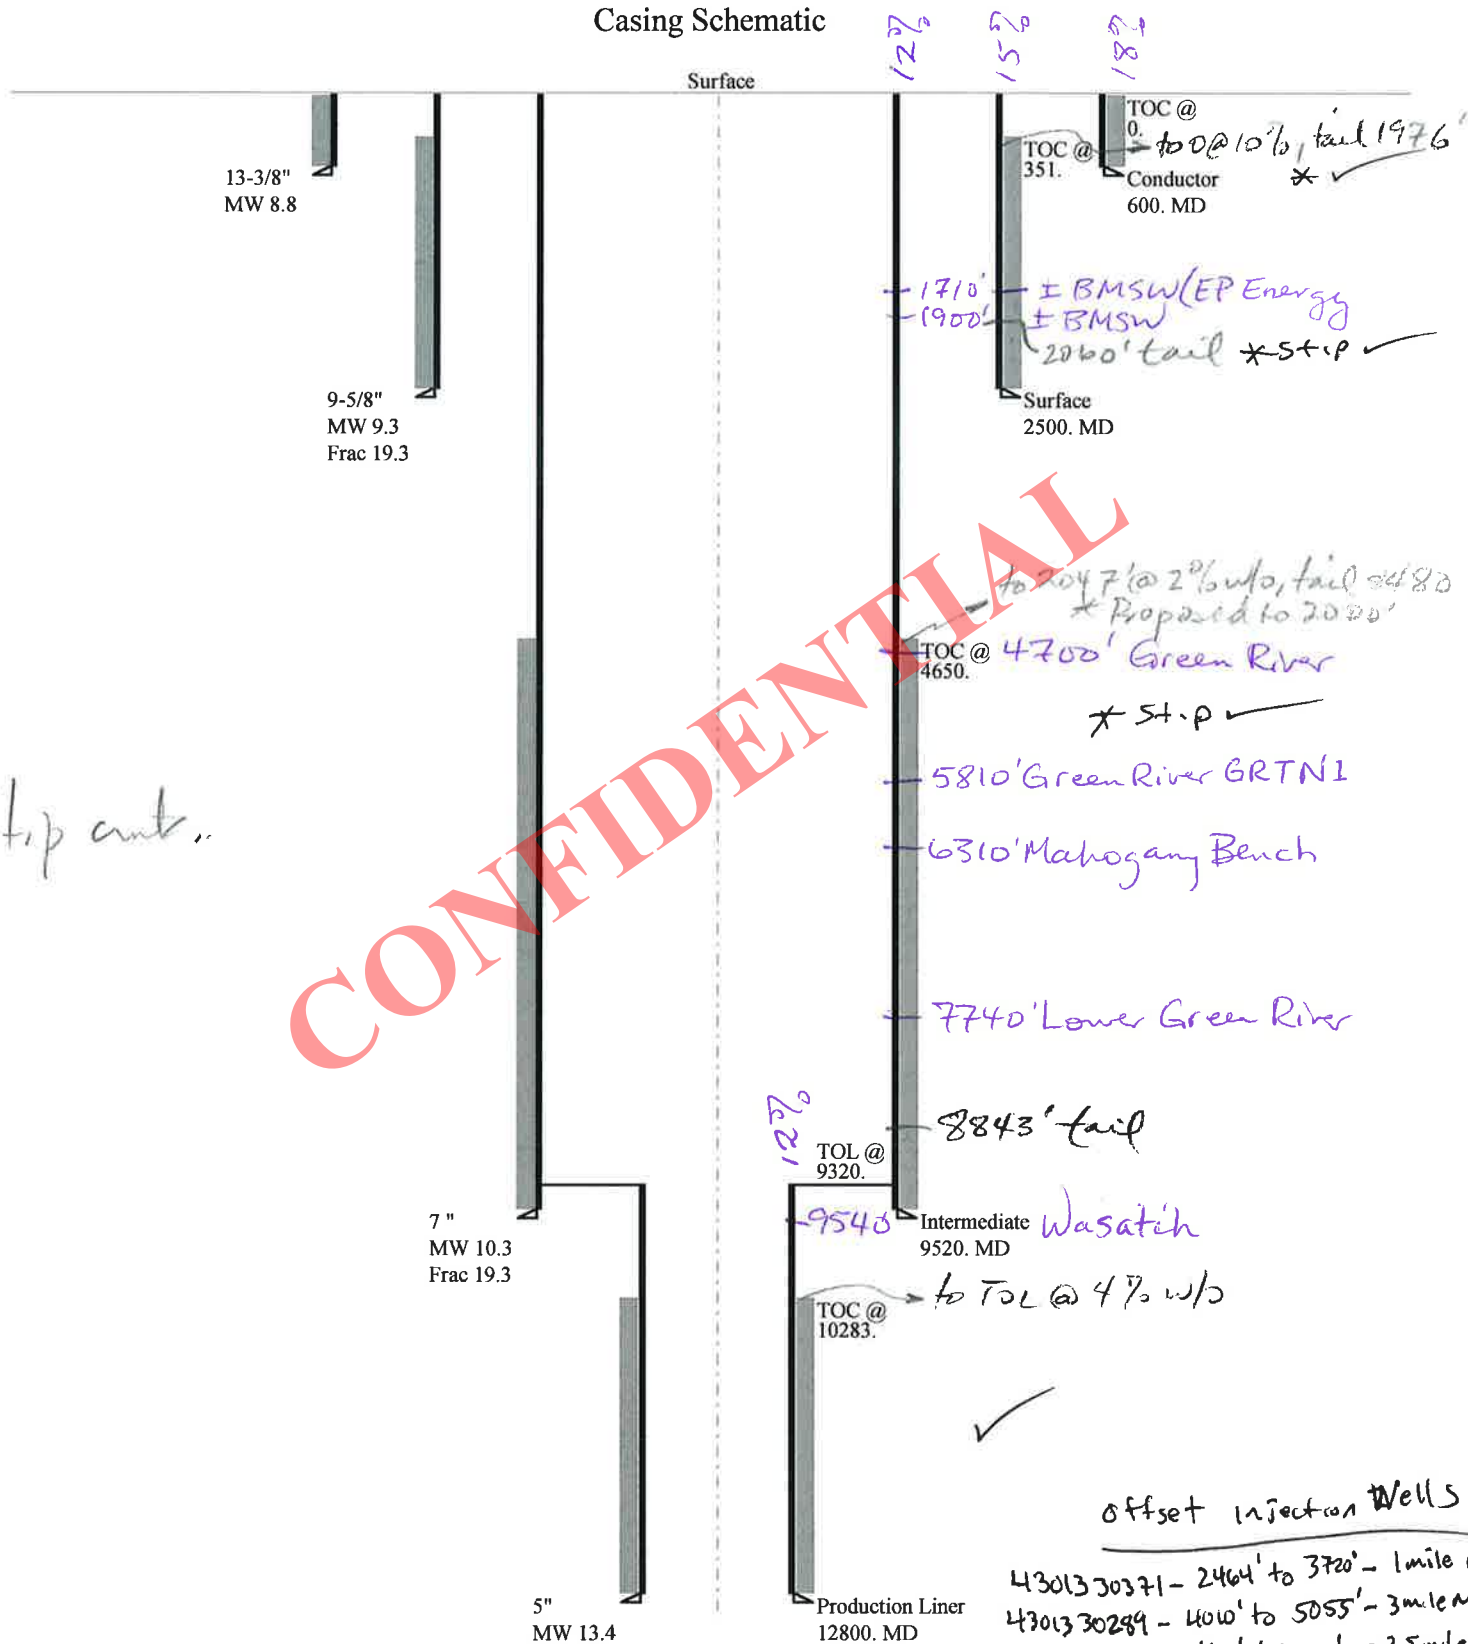 Casing Schematic
12%
15%
18%
Surface
TOC @
0.
to 0 @ 10%, tail 1976'
TOC @
351.
* ✓
13-3/8"
MW 8.8
Conductor
600. MD
1710' ± BMSW (EP Energy
1900' ± BMSW
2060' tail * stip ✓
9-5/8"
MW 9.3
Frac 19.3
Surface
2500. MD
CONFIDENTIAL
to 2047' @ 2% w/o, tail
* Proposed to 2000'
TOC @
4650.
4700' Green River
* Stip ✓
5810' Green River GRTN1
6310' Mahogany Bench
7740' Lower Green River
8843' tail
12%
TOL @
9320.
9540'
Intermediate
9520. MD
Wasatch
7"
MW 10.3
Frac 19.3
to TOL @ 4% w/o
TOC @
10283.
✓
offset injection Wells
4301330371 - 2464' to 3720' - 1 mile
4301330289 - 4010' to 5055' - 3 mile
5"
MW 13.4
Production Liner
12800. MD